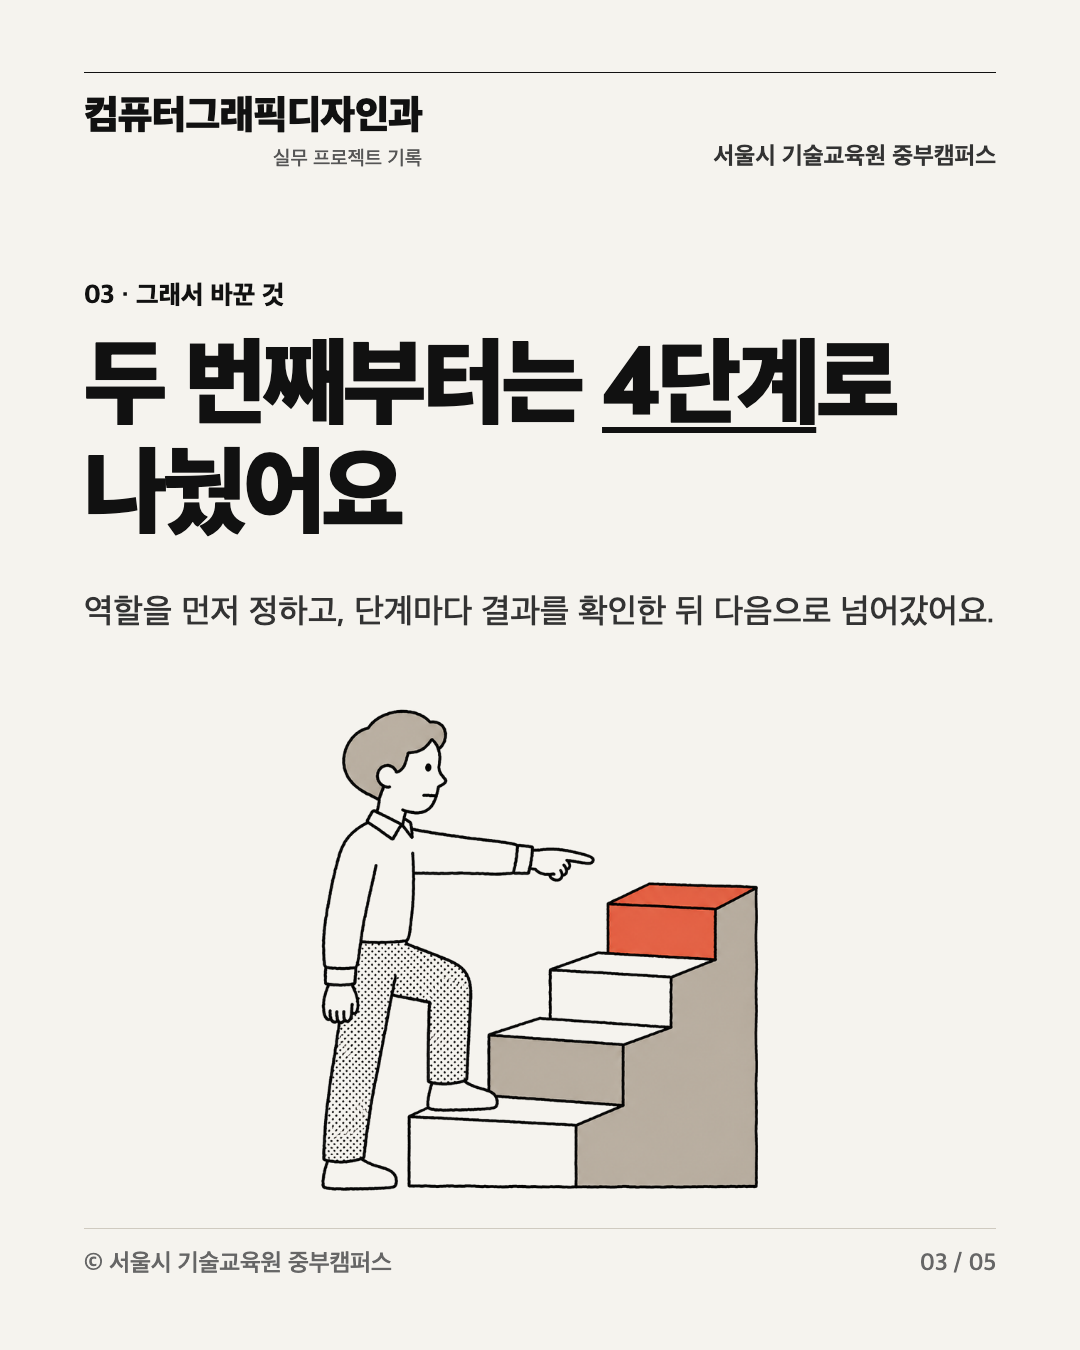 컴퓨터그래픽디자인과
실무 프로젝트 기록
서울시 기술교육원 중부캠퍼스
03 · 그래서 바꾼 것
두 번째부터는 4단계로
나눴어요
역할을 먼저 정하고, 단계마다 결과를 확인한 뒤 다음으로 넘어갔어요.
© 서울시 기술교육원 중부캠퍼스
03 / 05